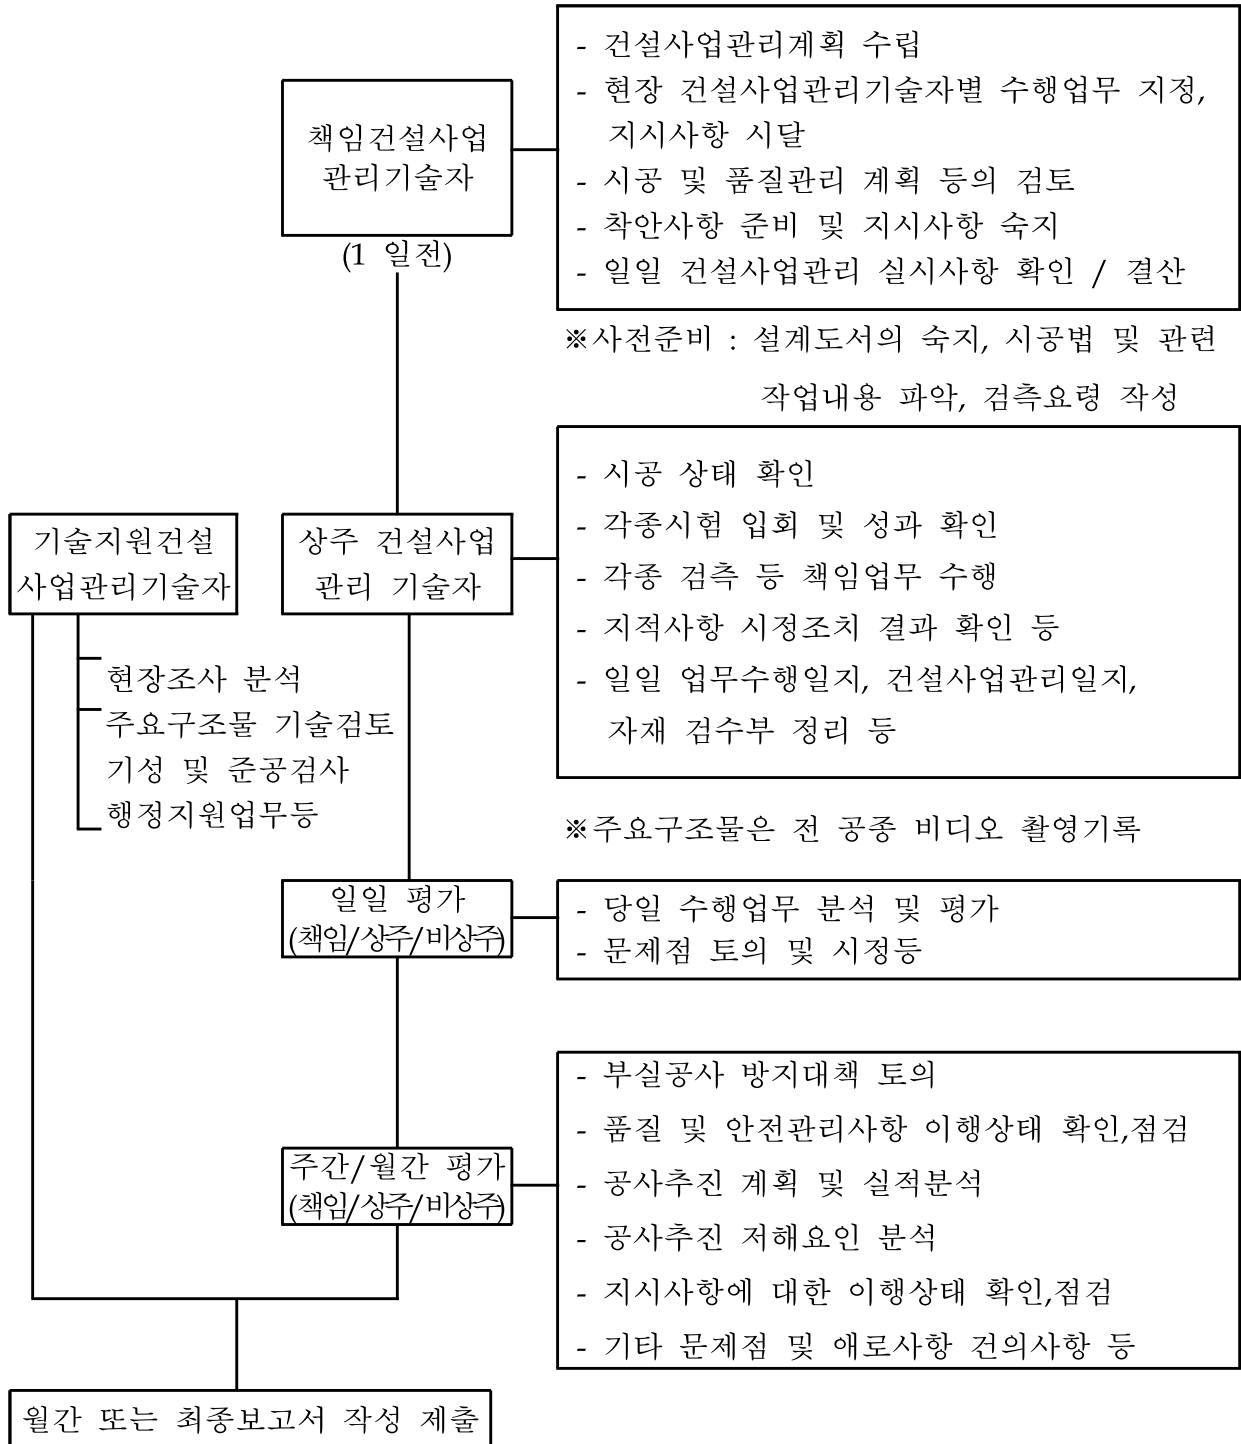 책임건설사업
관리기술자
(1 일전)
- 건설사업관리계획 수립
- 현장 건설사업관리기술자별 수행업무 지정,
지시사항 시달
- 시공 및 품질관리 계획 등의 검토
- 착안사항 준비 및 지시사항 숙지
- 일일 건설사업관리 실시사항 확인 / 결산
※사전준비 : 설계도서의 숙지, 시공법 및 관련
작업내용 파악, 검측요령 작성
기술지원건설
사업관리기술자
현장조사 분석
주요구조물 기술검토
기성 및 준공검사
행정지원업무등
상주 건설사업
관리 기술자
- 시공 상태 확인
- 각종시험 입회 및 성과 확인
- 각종 검측 등 책임업무 수행
- 지적사항 시정조치 결과 확인 등
- 일일 업무수행일지, 건설사업관리일지,
자재 검수부 정리 등
※주요구조물은 전 공종 비디오 촬영기록
일일 평가
(책임/상주/비상주)
- 당일 수행업무 분석 및 평가
- 문제점 토의 및 시정등
주간/월간 평가
(책임/상주/비상주)
- 부실공사 방지대책 토의
- 품질 및 안전관리사항 이행상태 확인,점검
- 공사추진 계획 및 실적분석
- 공사추진 저해요인 분석
- 지시사항에 대한 이행상태 확인,점검
- 기타 문제점 및 애로사항 건의사항 등
월간 또는 최종보고서 작성 제출